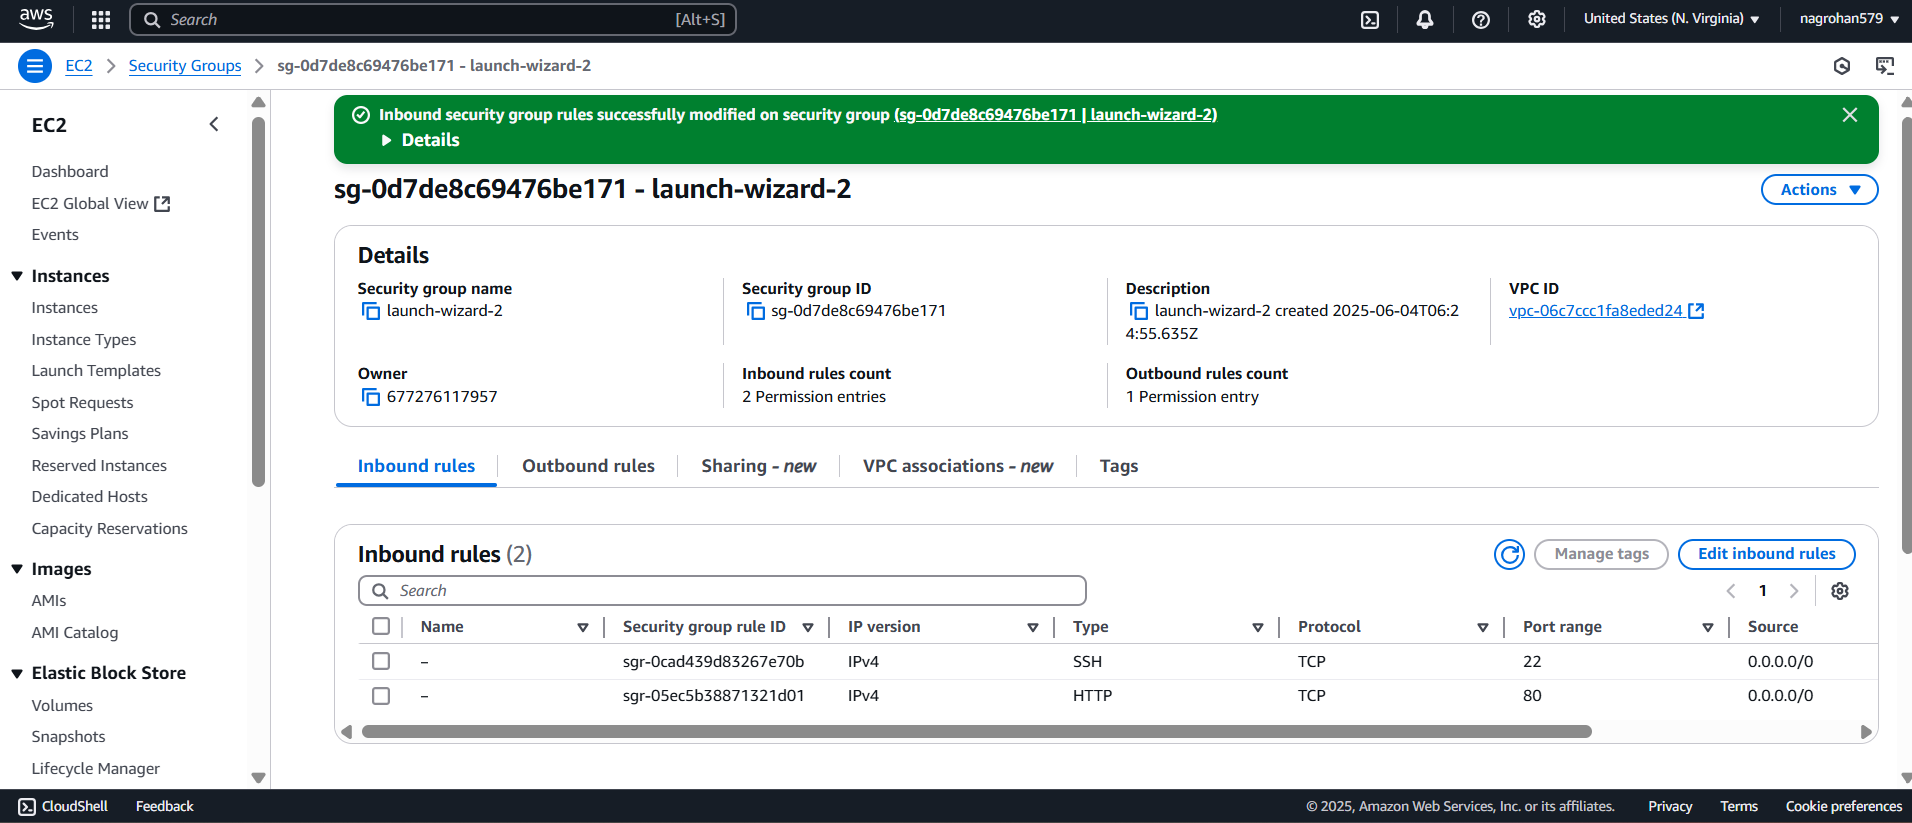 aws
Search [Alt+S]
United States (N. Virginia)
nagrohan579
EC2
Security Groups
sg-0d7de8c69476be171 - launch-wizard-2
EC2
Dashboard
EC2 Global View
Events
Instances
Instances
Instance Types
Launch Templates
Spot Requests
Savings Plans
Reserved Instances
Dedicated Hosts
Capacity Reservations
Images
AMIs
AMI Catalog
Elastic Block Store
Volumes
Snapshots
Lifecycle Manager
Inbound security group rules successfully modified on security group (sg-0d7de8c69476be171 | launch-wizard-2)
Details
sg-0d7de8c69476be171 - launch-wizard-2
Actions
Details
Security group name
launch-wizard-2
Security group ID
sg-0d7de8c69476be171
Description
launch-wizard-2 created 2025-06-04T06:2
4:55.635Z
VPC ID
vpc-06c7ccc1fa8eded24
Owner
677276117957
Inbound rules count
2 Permission entries
Outbound rules count
1 Permission entry
Inbound rules
Outbound rules
Sharing - new
VPC associations - new
Tags
Inbound rules (2)
Manage tags
Edit inbound rules
Search
1
Name Security group rule ID IP version Type Protocol Port range Source
– sgr-0cad439d83267e70b IPv4 SSH TCP 22 0.0.0.0/0
– sgr-05ec5b38871321d01 IPv4 HTTP TCP 80 0.0.0.0/0
CloudShell Feedback © 2025, Amazon Web Services, Inc. or its affiliates. Privacy Terms Cookie preferences